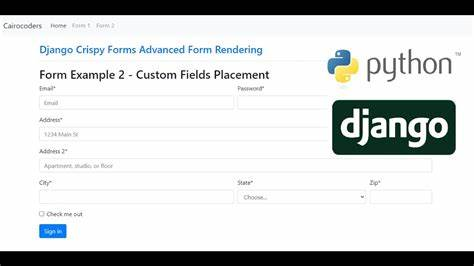 Cairocoders Home Form 1 Form 2
Django Crispy Forms Advanced Form Rendering
python™
Form Example 2 - Custom Fields Placement
Email* Password*
Email Password
django
Address*
1234 Main St
Address 2*
Apartment, studio, or floor
City* State* Zip*
Choose...
Check me out
Sign in